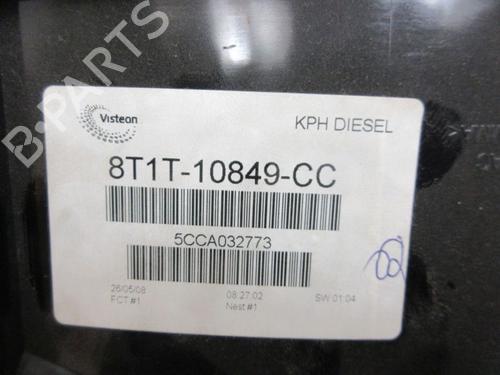 B-PARTS
Visteon
KPH DIESEL
8T1T-10849-CC
5CCA032773
26/05/08 08:27:02 SW 01:04
FCT #1 Nest #1